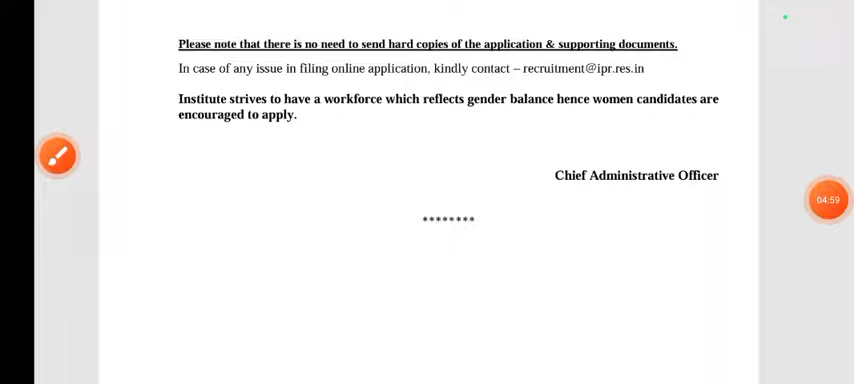 Please note that there is no need to send hard copies of the application & supporting documents.
In case of any issue in filing online application, kindly contact – recruitment@ipr.res.in
Institute strives to have a workforce which reflects gender balance hence women candidates are
encouraged to apply.
Chief Administrative Officer
********
04:59